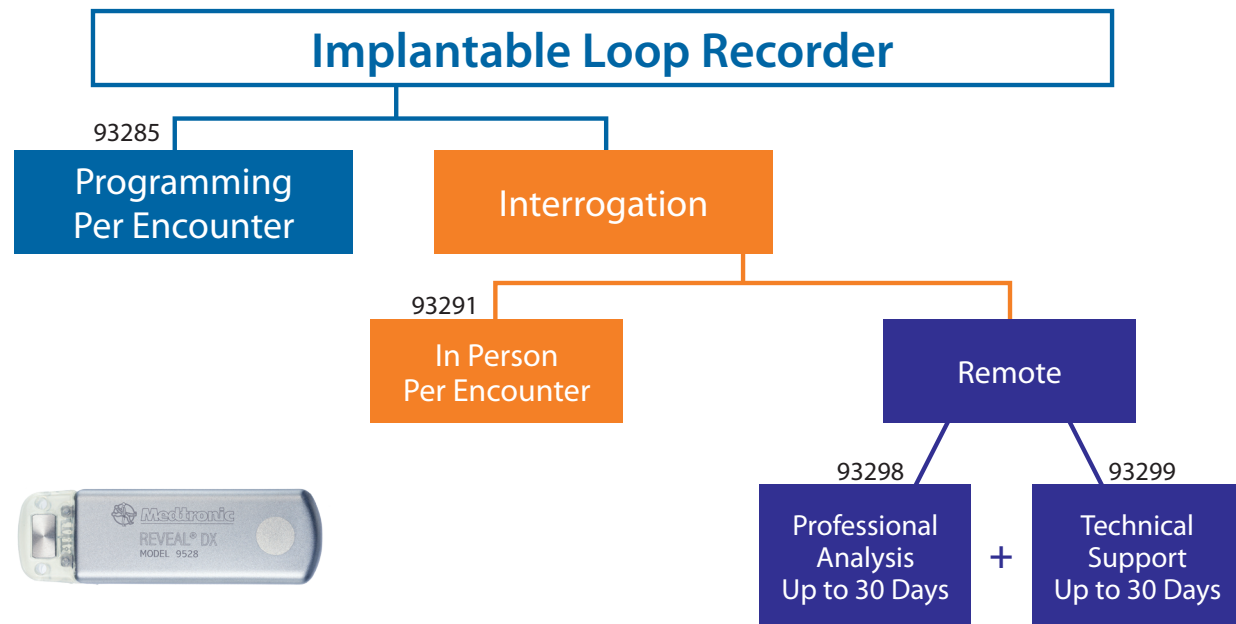 Implantable Loop Recorder
93285
Programming
Per Encounter
Interrogation
93291
In Person
Per Encounter
Remote
93298
93299
Professional
Analysis
Up to 30 Days
+
Technical
Support
Up to 30 Days
Medtronic
REVEAL® DX
MODEL 9528